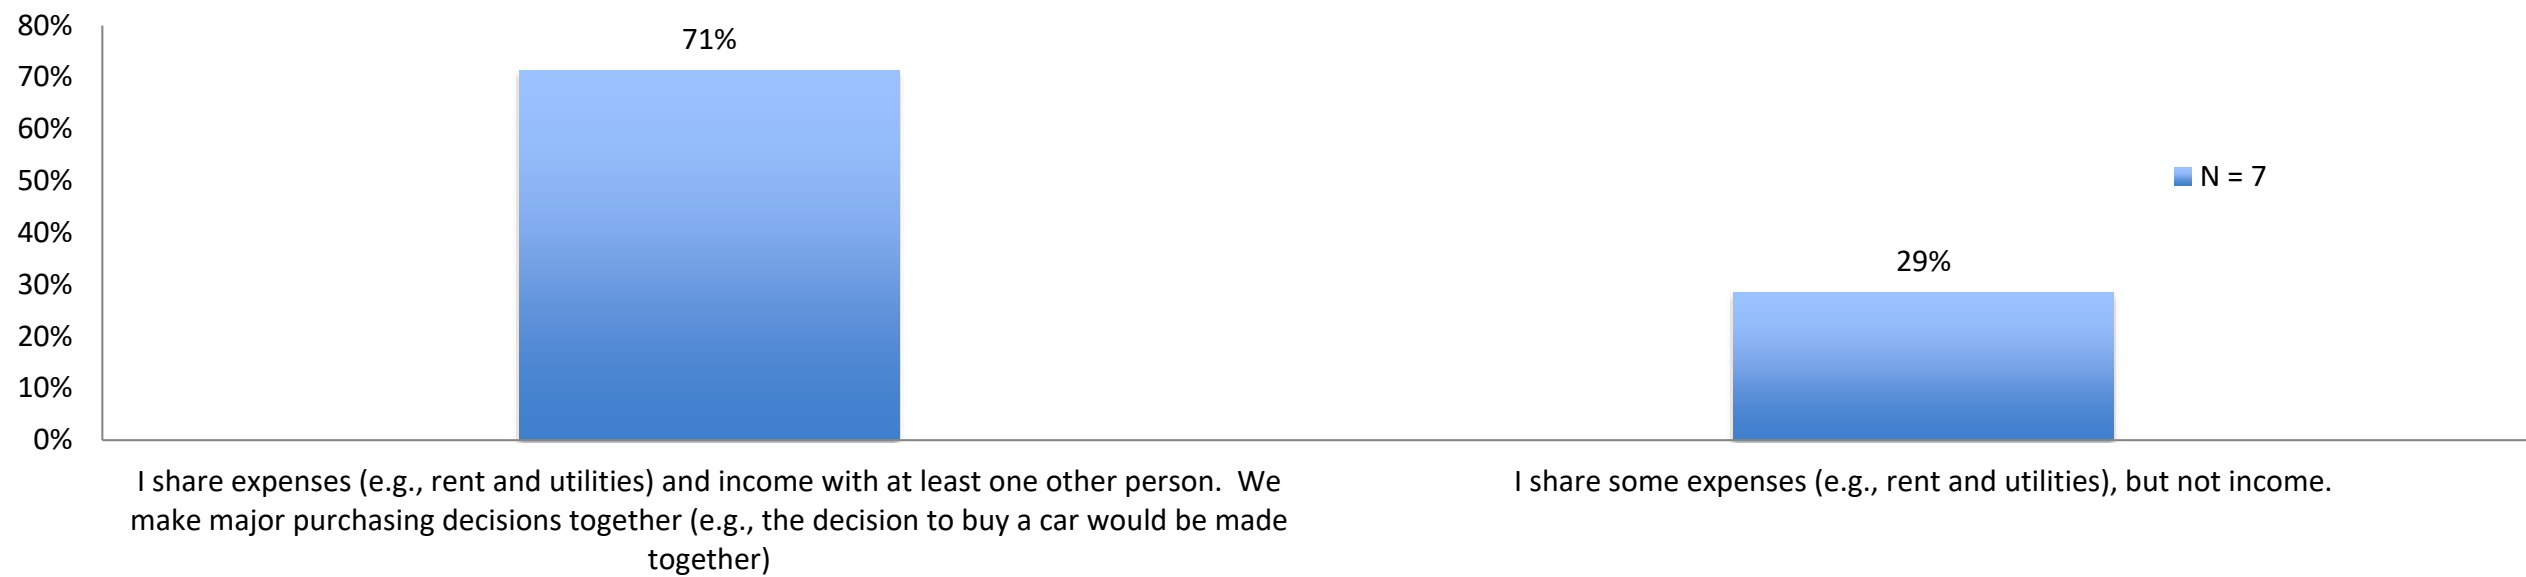 80%
71%
70%
60%
50%
N = 7
40%
29%
30%
20%
10%
0%
I share expenses (e.g., rent and utilities) and income with at least one other person.  We
make major purchasing decisions together (e.g., the decision to buy a car would be made
together)
I share some expenses (e.g., rent and utilities), but not income.